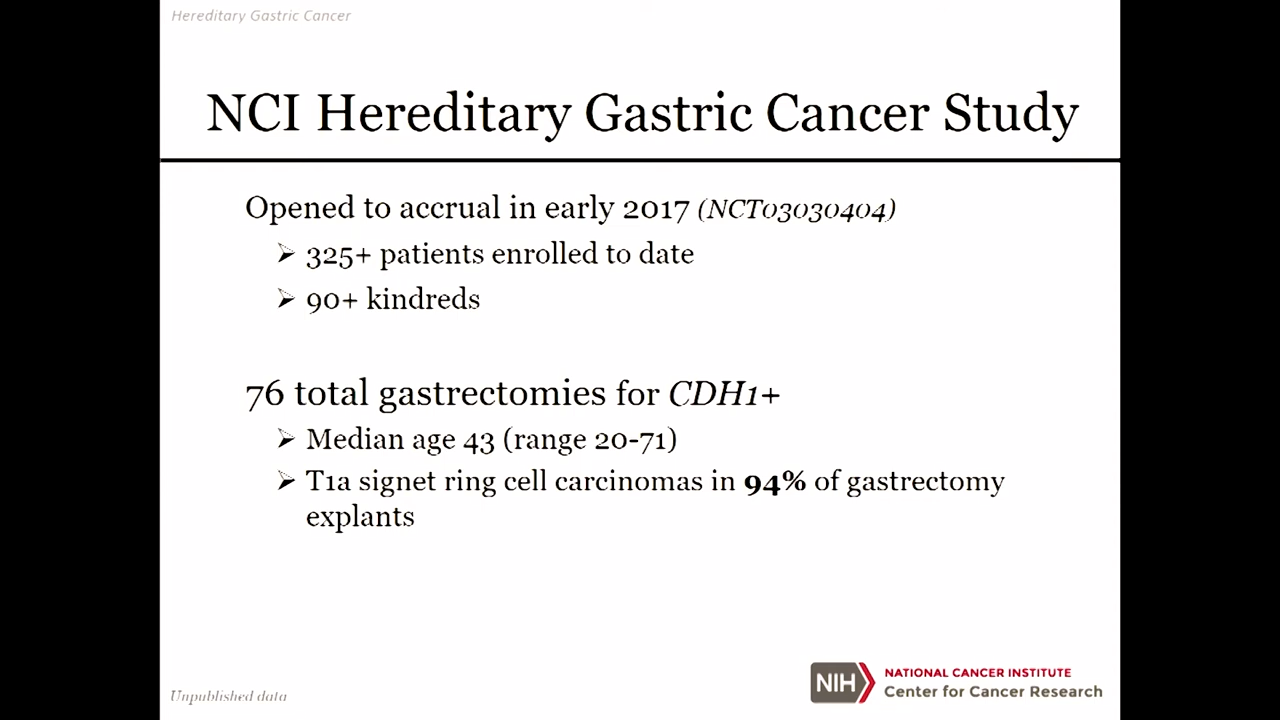 Hereditary Gastric Cancer
NCI Hereditary Gastric Cancer Study
Opened to accrual in early 2017 (NCT03030404)
➢ 325+ patients enrolled to date
➢ 90+ kindreds
76 total gastrectomies for CDH1+
➢ Median age 43 (range 20-71)
➢ T1a signet ring cell carcinomas in 94% of gastrectomy
explants
Unpublished data
NIH NATIONAL CANCER INSTITUTE
Center for Cancer Research